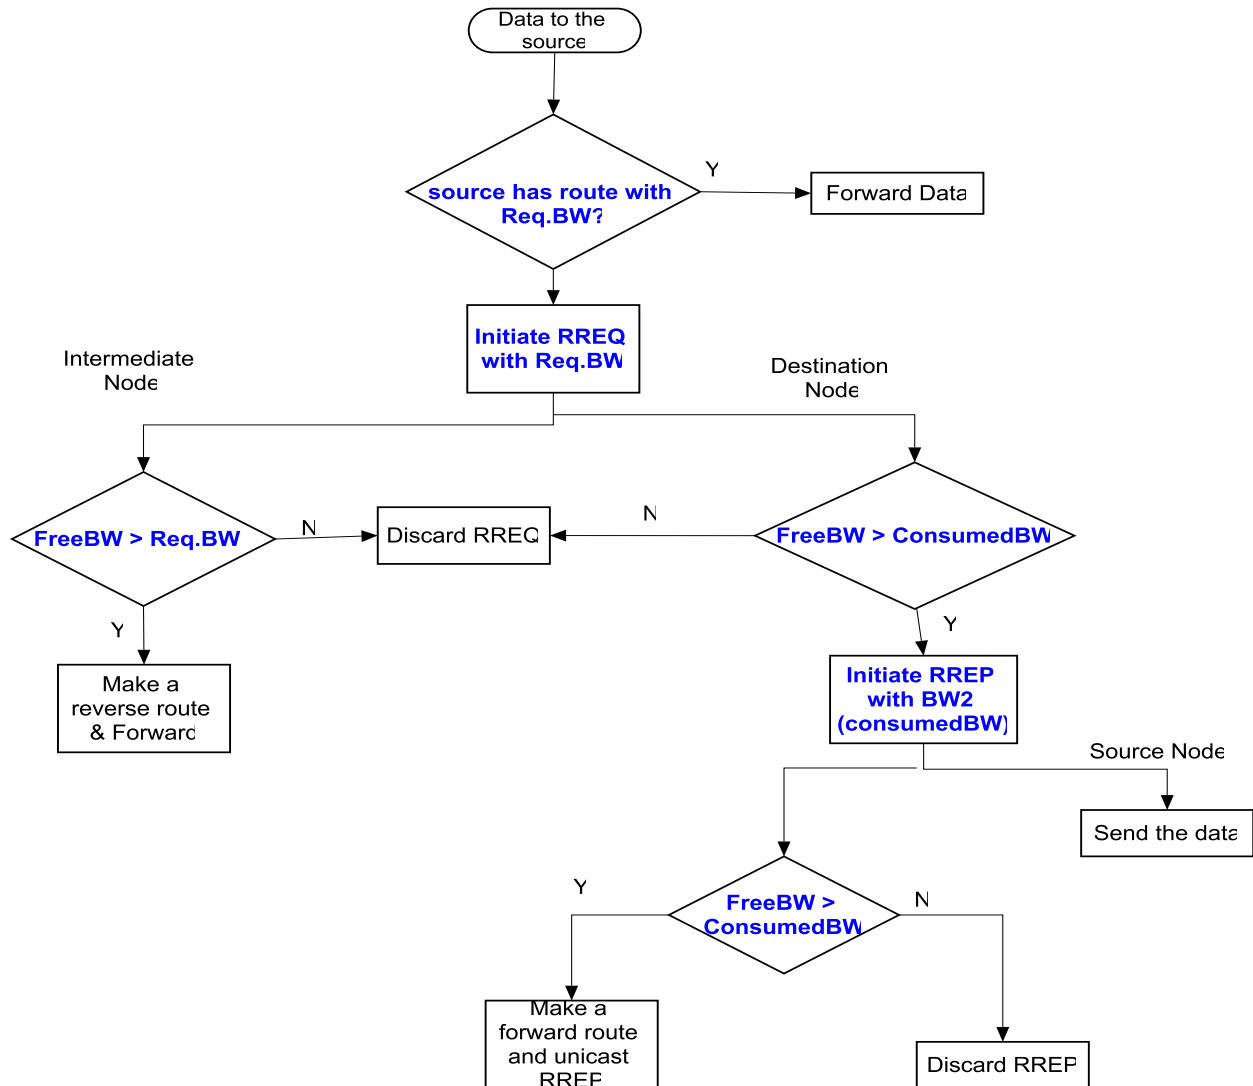 Data to the
source
Y
source has route with
Req.BW?
Forward Data
Initiate RREQ
with Req.BW
Intermediate
Node
Destination
Node
FreeBW > Req.BW
N
Discard RREQ
N
FreeBW > ConsumedBW
Y
Make a
reverse route
& Forward
Y
Initiate RREP
with BW2
(consumedBW)
Source Node
Send the data
Y
FreeBW >
ConsumedBW
N
Make a
forward route
and unicast
RREP
Discard RREP